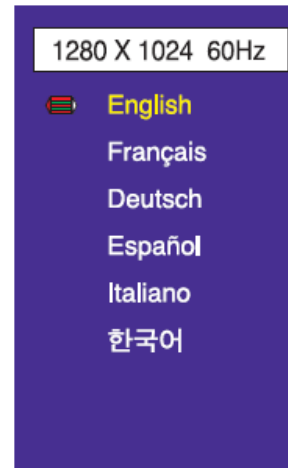 1280 X 1024 60Hz
English
Français
Deutsch
Español
Italiano
한국어